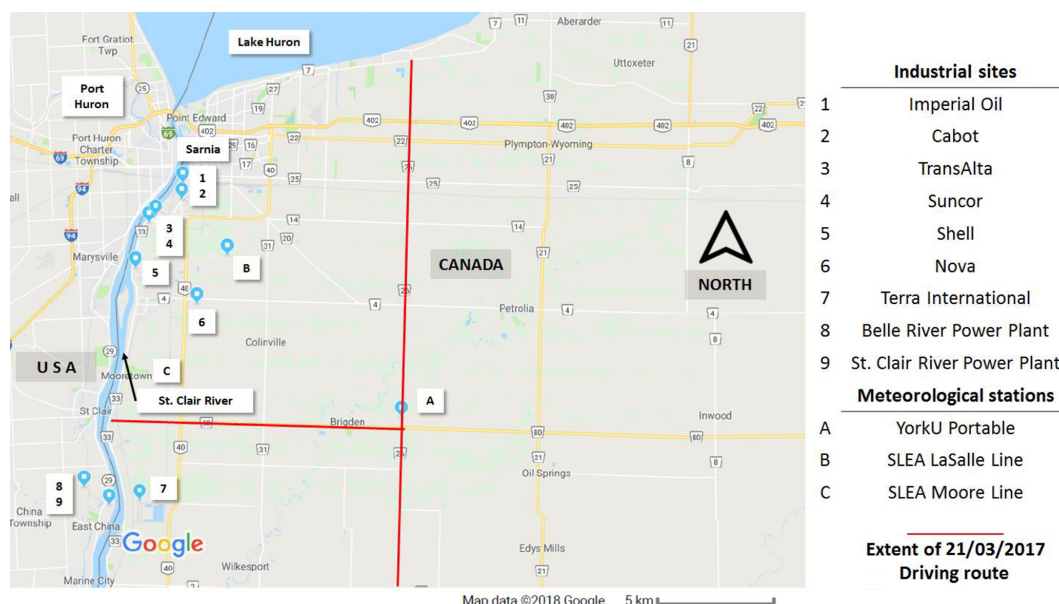 Aberarder
Fort Gratiot
Twp
Lake Huron
Uttoxeter
Port
Huron
Point Edward
Port Huron
Charter
Township
Sarnia
Plympton-Wyoming
1
2
3
4
Marysville
B
CANADA
NORTH
5
6
Petrolia
Colinville
U S A
Mooretown
C
St. Clair River
A
St Clair
Brigden
Inwood
Oil Springs
8
9
7
China
Township
East China
Google
Edys Mills
Wilkesport
Marine City
Map data ©2018 Google 5 km
Industrial sites
1 Imperial Oil
2 Cabot
3 TransAlta
4 Suncor
5 Shell
6 Nova
7 Terra International
8 Belle River Power Plant
9 St. Clair River Power Plant
Meteorological stations
A YorkU Portable
B SLEA LaSalle Line
C SLEA Moore Line
Extent of 21/03/2017
Driving route